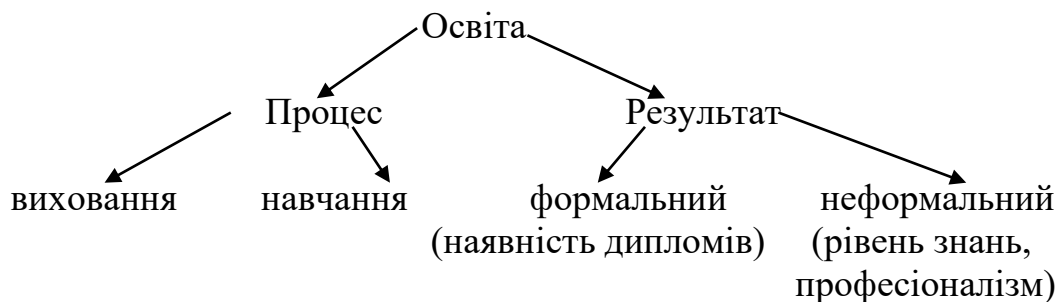 Освіта
Процес Результат
виховання навчання формальний неформальний
(наявність дипломів) (рівень знань,
професіоналізм)